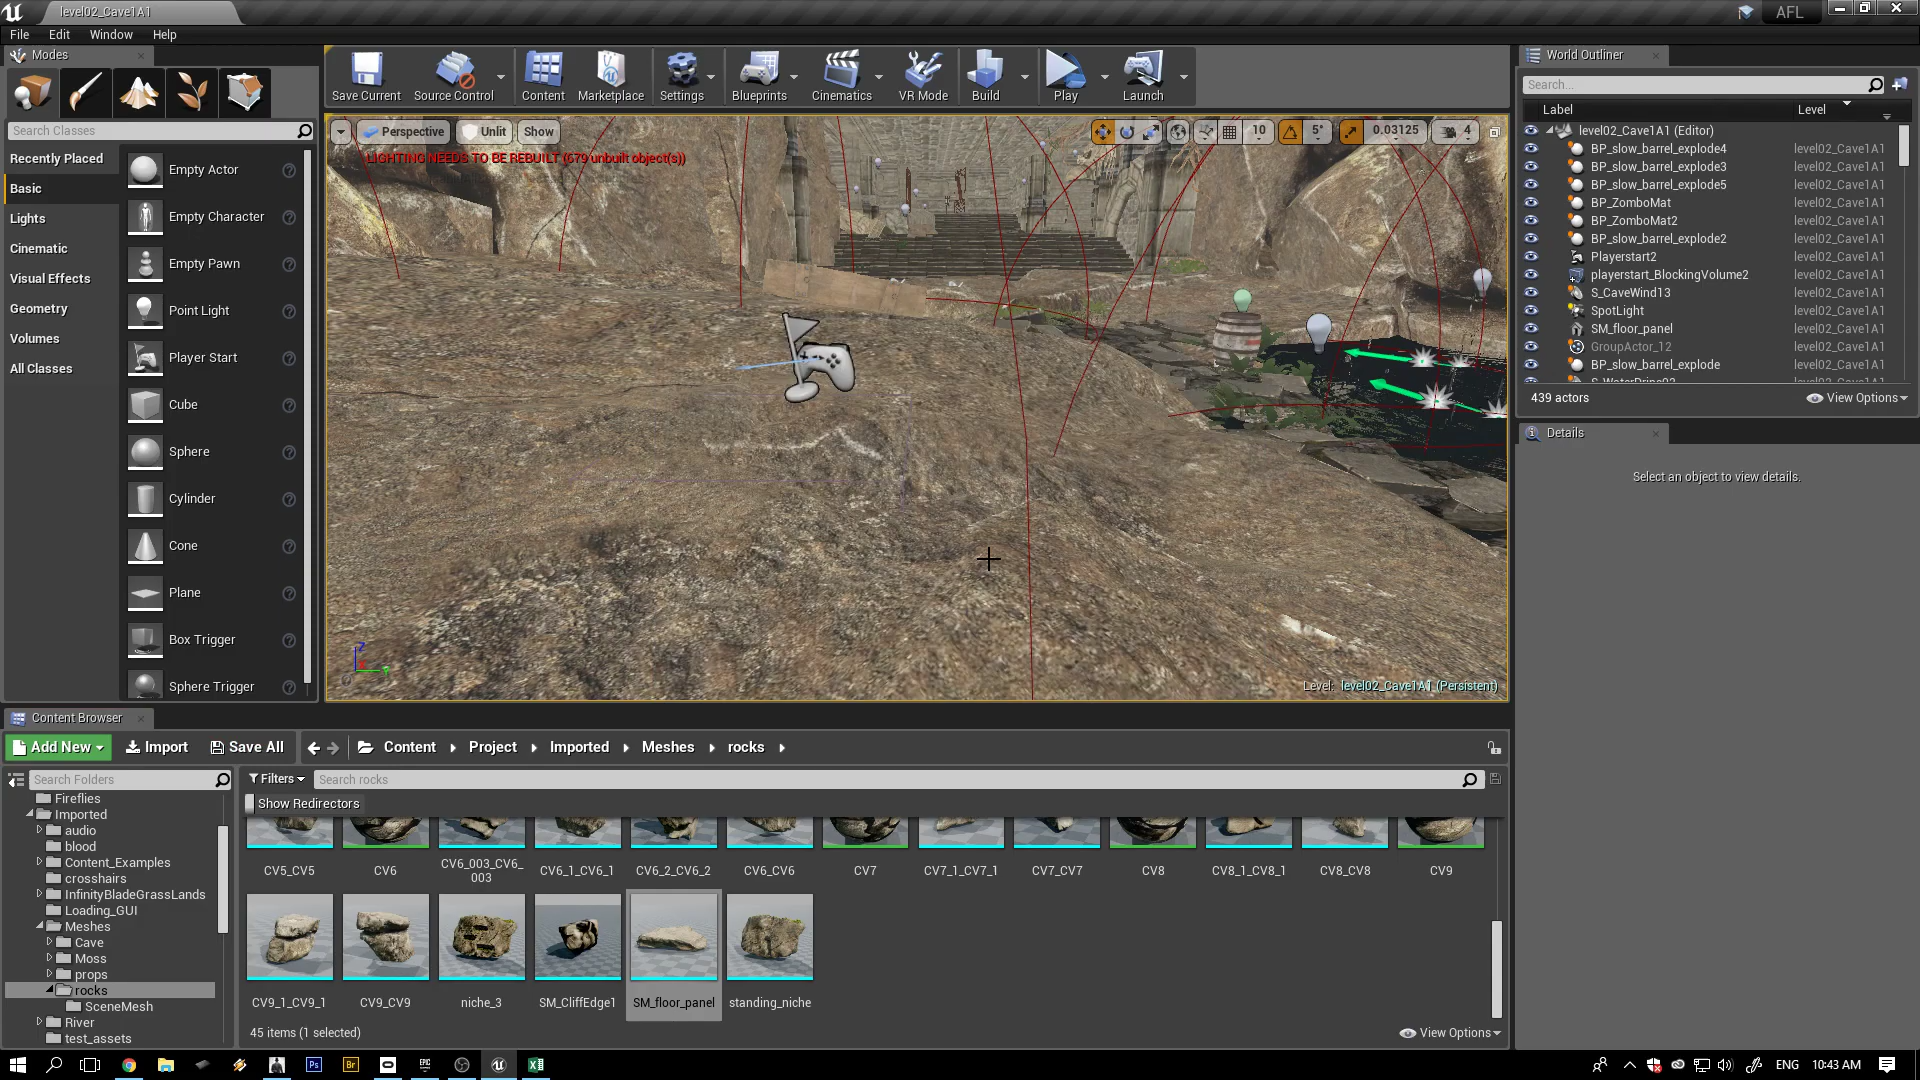 level02_Cave1A1
AFL
File Edit Window Help
Modes
Search Classes
Recently Placed
Basic
Lights
Cinematic
Visual Effects
Geometry
Volumes
All Classes
Empty Actor
Empty Character
Empty Pawn
Point Light
Player Start
Cube
Sphere
Cylinder
Cone
Plane
Box Trigger
Sphere Trigger
Save Current Source Control Content Marketplace Settings Blueprints Cinematics VR Mode Build Play Launch
Perspective Unlit Show 10 5° 0.03125 4
LIGHTING NEEDS TO BE REBUILT (679 unbuilt object(s))
Level: level02_Cave1A1 (Persistent)
World Outliner
Search...
Label Level
level02_Cave1A1 (Editor)
BP_slow_barrel_explode4 level02_Cave1A1
BP_slow_barrel_explode3 level02_Cave1A1
BP_slow_barrel_explode5 level02_Cave1A1
BP_ZomboMat level02_Cave1A1
BP_ZomboMat2 level02_Cave1A1
BP_slow_barrel_explode2 level02_Cave1A1
Playerstart2 level02_Cave1A1
playerstart_BlockingVolume2 level02_Cave1A1
S_CaveWind13 level02_Cave1A1
SpotLight level02_Cave1A1
SM_floor_panel level02_Cave1A1
GroupActor_12 level02_Cave1A1
BP_slow_barrel_explode level02_Cave1A1
439 actors View Options
Details
Select an object to view details.
Content Browser
Add New Import Save All Content Project Imported Meshes rocks
Search Folders
Fireflies
Imported
audio
blood
Content_Examples
crosshairs
InfinityBladeGrassLands
Loading_GUI
Meshes
Cave
Moss
props
rocks
SceneMesh
River
test_assets
Filters Search rocks
Show Redirectors
CV5_CV5 CV6 CV6_003_CV6_ CV6_1_CV6_1 CV6_2_CV6_2 CV6_CV6 CV7 CV7_1_CV7_1 CV7_CV7 CV8 CV8_1_CV8_1 CV8_CV8 CV9
003
CV9_1_CV9_1 CV9_CV9 niche_3 SM_CliffEdge1 SM_floor_panel standing_niche
45 items (1 selected) View Options
Ps Br EPIC ENG 10:43 AM